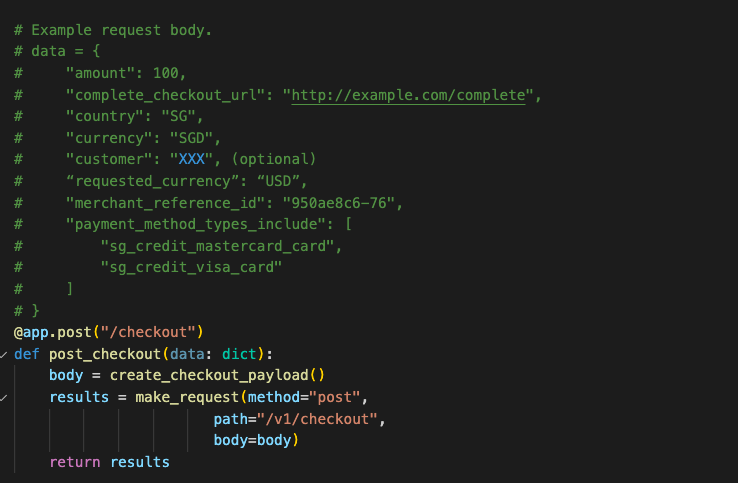 # Example request body.
# data = {
#     "amount": 100,
#     "complete_checkout_url": "http://example.com/complete",
#     "country": "SG",
#     "currency": "SGD",
#     "customer": "XXX", (optional)
#     “requested_currency”: “USD”,
#     "merchant_reference_id": "950ae8c6-76",
#     "payment_method_types_include": [
#         "sg_credit_mastercard_card",
#         "sg_credit_visa_card"
#     ]
# }
@app.post("/checkout")
def post_checkout(data: dict):
    body = create_checkout_payload()
    results = make_request(method="post",
                       path="/v1/checkout",
                       body=body)
    return results